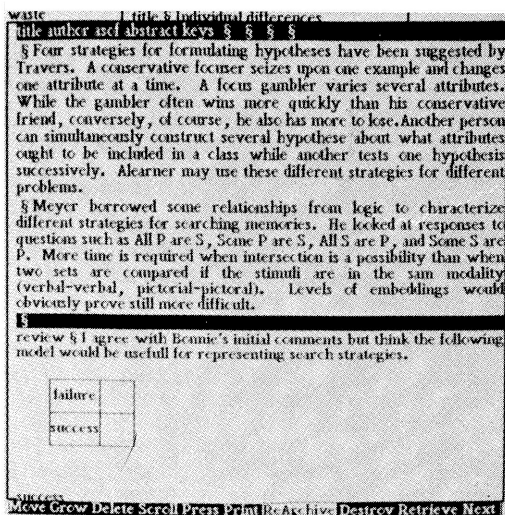 waste title § Individual differences
title author ascf abstract keys § § § §
§ Four strategies for formulating hypotheses have been suggested by
Travers. A conservative focuser seizes upon one example and changes
one attribute at a time. A focus gambler varies several attributes.
While the gambler often wins more quickly than his conservative
friend, conversely, of course, he also has more to lose. Another person
can simultaneously construct several hypothese about what attributes
ought to be included in a class while another tests one hypothesis
successively. Alearner may use these different strategies for different
problems.
§ Meyer borrowed some relationships from logic to characterize
different strategies for searching memories. He looked at responses to
questions such as All P are S, Some P are S, All S are P, and Some S are
P. More time is required when intersection is a possibility than when
two sets are compared if the stimuli are in the sam modality
(verbal-verbal, pictorial-pictoral). Levels of embeddings would
obviously prove still more difficult.
§
review § I agree with Bonnie's initial comments but think the following
model would be usefull for representing search strategies.
failure
success
success
Move Grow Delete Scroll Press Print ReArchive Destroy Retrieve Next